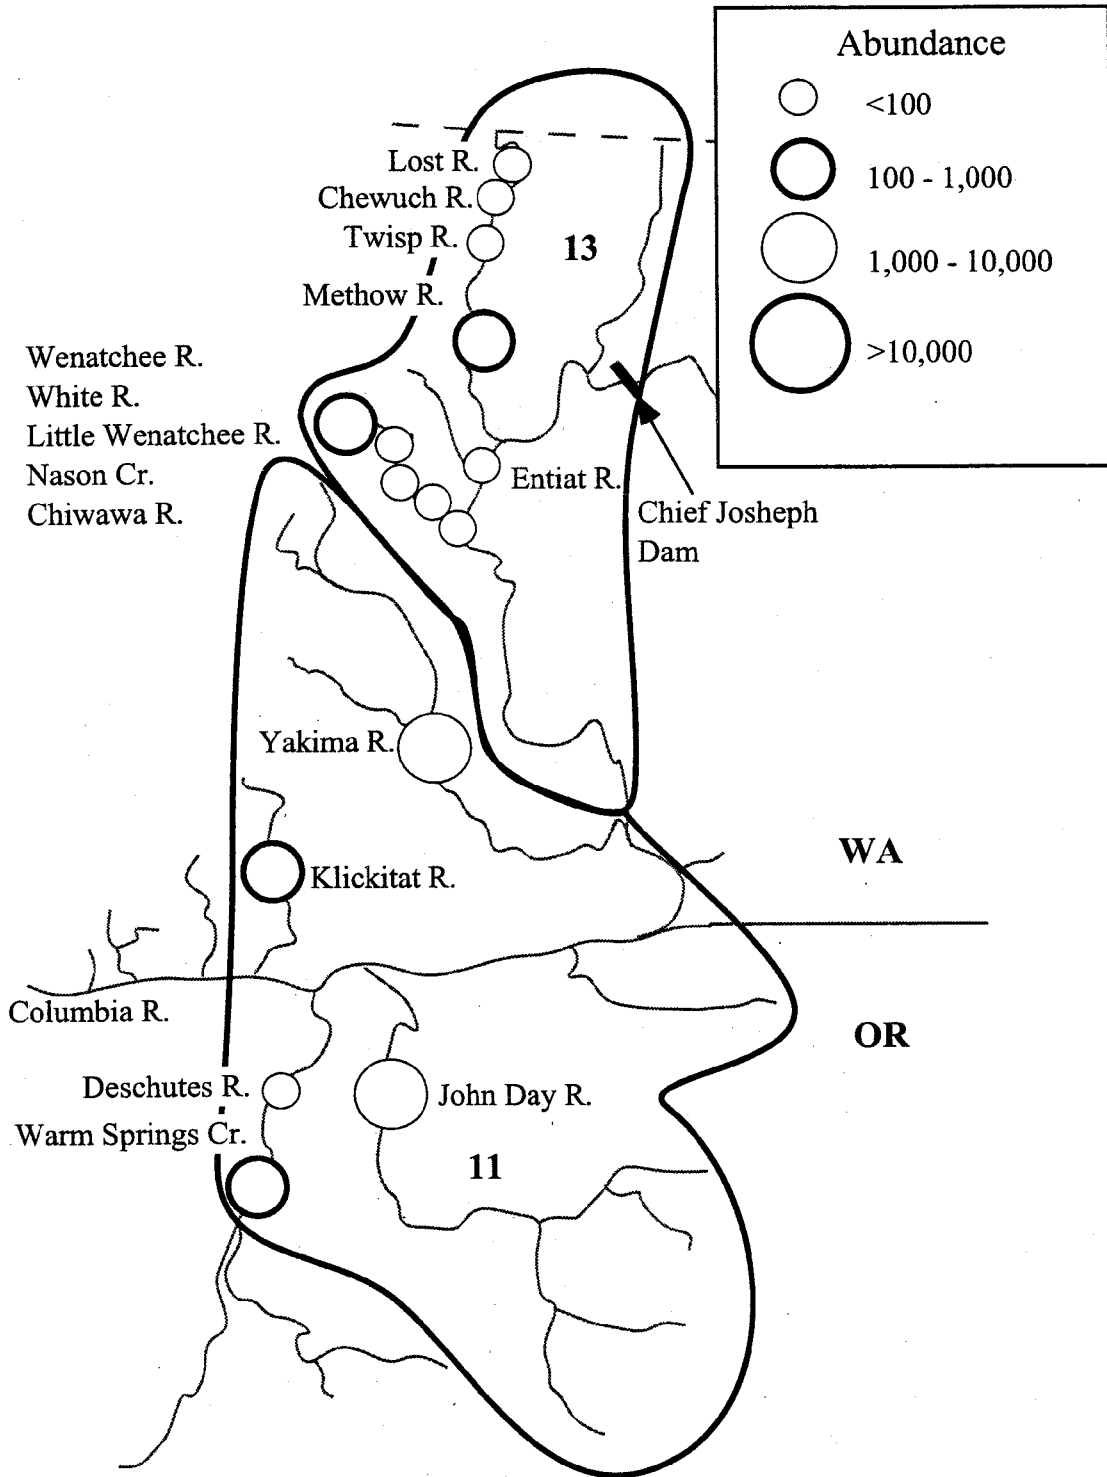 Abundance
<100
100 - 1,000
1,000 - 10,000
>10,000
Lost R.
Chewuch R.
Twisp R.
13
Methow R.
Wenatchee R.
White R.
Little Wenatchee R.
Nason Cr.
Chiwawa R.
Entiat R.
Chief Josheph
Dam
Yakima R.
WA
Klickitat R.
Columbia R.
OR
Deschutes R.
John Day R.
Warm Springs Cr.
11